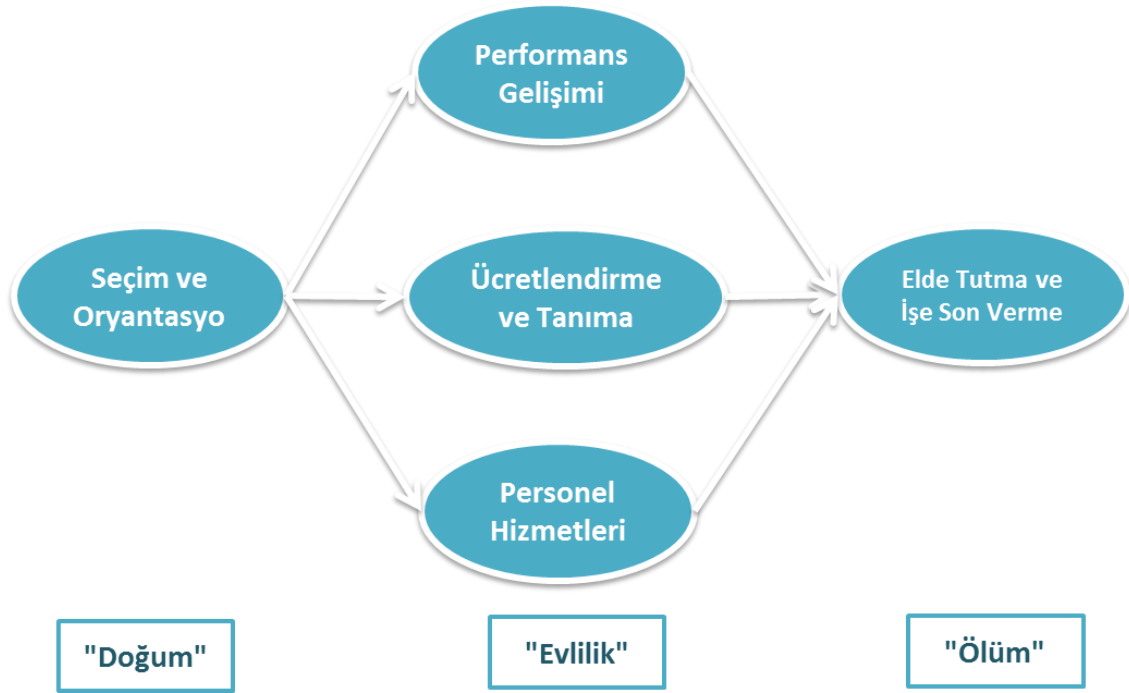 Performans
Gelişimi
Seçim ve
Oryantasyo
Ücretlendirme
ve Tanıma
Elde Tutma ve
İşe Son Verme
Personel
Hizmetleri
"Doğum"
"Evlilik"
"Ölüm"